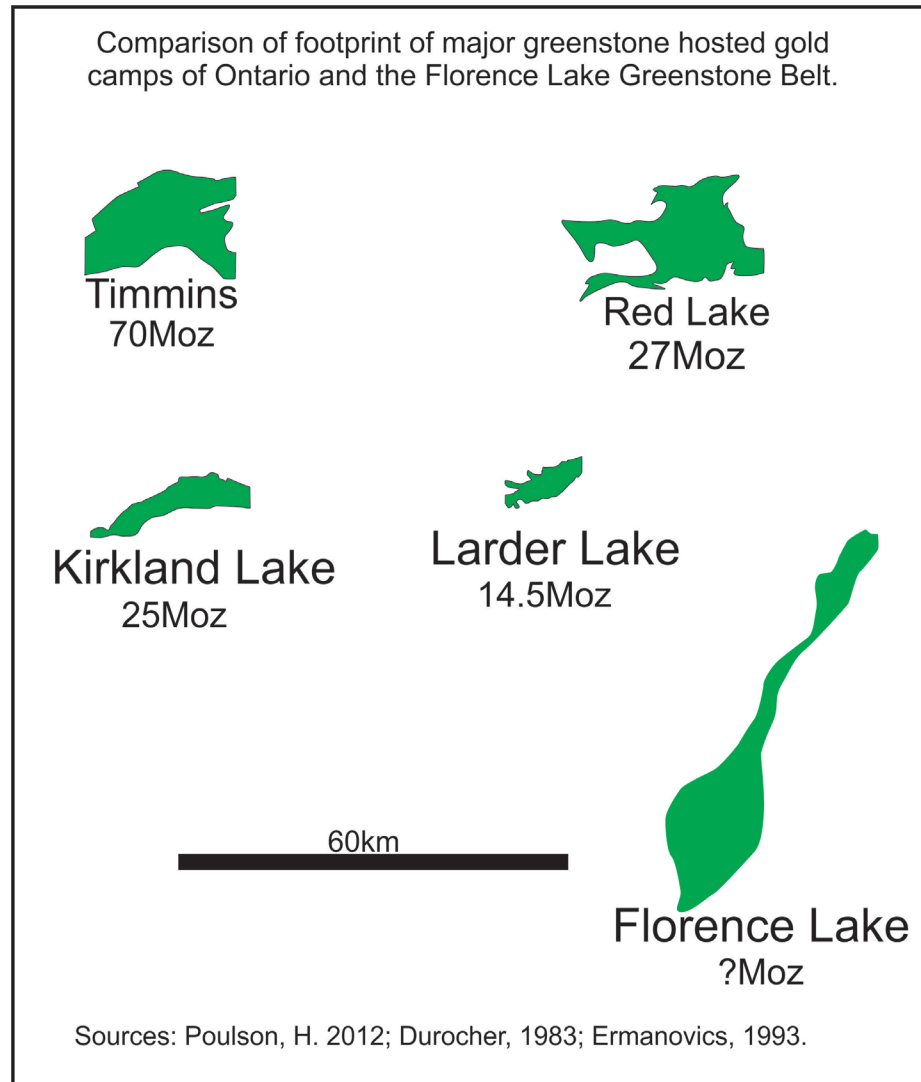 Comparison of footprint of major greenstone hosted gold
camps of Ontario and the Florence Lake Greenstone Belt.
Timmins
70Moz
Red Lake
27Moz
Kirkland Lake
25Moz
Larder Lake
14.5Moz
60km
Florence Lake
?Moz
Sources: Poulson, H. 2012; Durocher, 1983; Ermanovics, 1993.